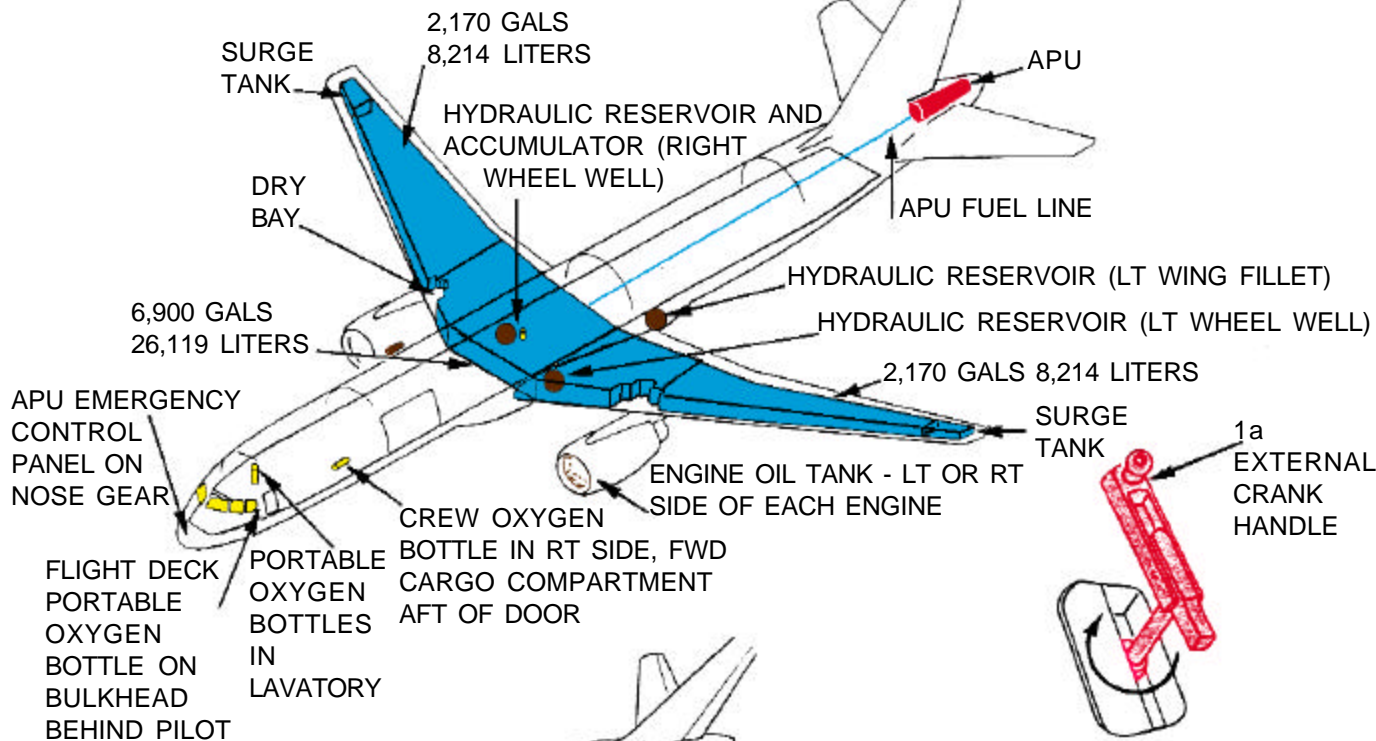 2,170 GALS
8,214 LITERS
SURGE
TANK
APU
HYDRAULIC RESERVOIR AND
ACCUMULATOR (RIGHT
WHEEL WELL)
DRY
BAY
APU FUEL LINE
HYDRAULIC RESERVOIR (LT WING FILLET)
6,900 GALS
26,119 LITERS
HYDRAULIC RESERVOIR (LT WHEEL WELL)
2,170 GALS 8,214 LITERS
APU EMERGENCY
CONTROL
PANEL ON
NOSE GEAR
SURGE
TANK
1a
EXTERNAL
CRANK
HANDLE
ENGINE OIL TANK - LT OR RT
SIDE OF EACH ENGINE
CREW OXYGEN
BOTTLE IN RT SIDE, FWD
CARGO COMPARTMENT
AFT OF DOOR
FLIGHT DECK
PORTABLE
OXYGEN
BOTTLE ON
BULKHEAD
BEHIND PILOT
PORTABLE
OXYGEN
BOTTLES
IN
LAVATORY